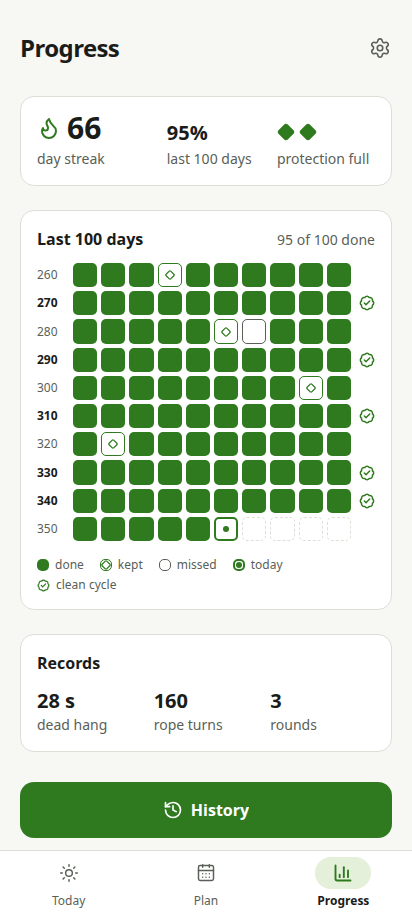 Progress
66
95%
day streak
last 100 days
protection full
Last 100 days
95 of 100 done
260
270
280
290
300
310
320
330
340
350
done
kept
missed
today
clean cycle
Records
28 s
160
3
dead hang
rope turns
rounds
History
Today
Plan
Progress